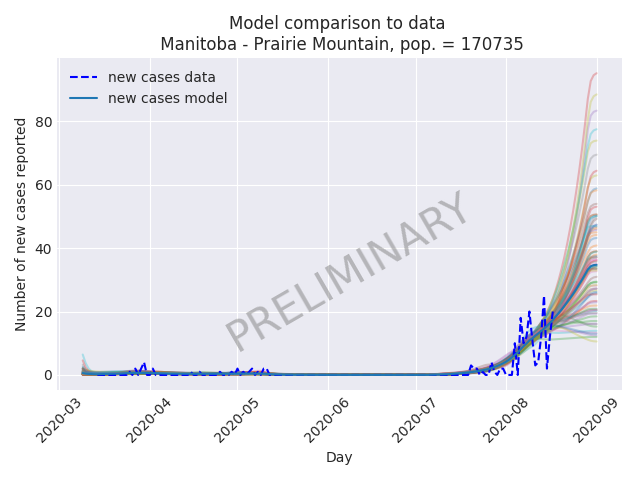 Model comparison to data
Manitoba - Prairie Mountain, pop. = 170735
new cases data
new cases model
Number of new cases reported
80
60
40
20
0
PRELIMINARY
2020-03
2020-04
2020-05
2020-06
2020-07
2020-08
2020-09
Day